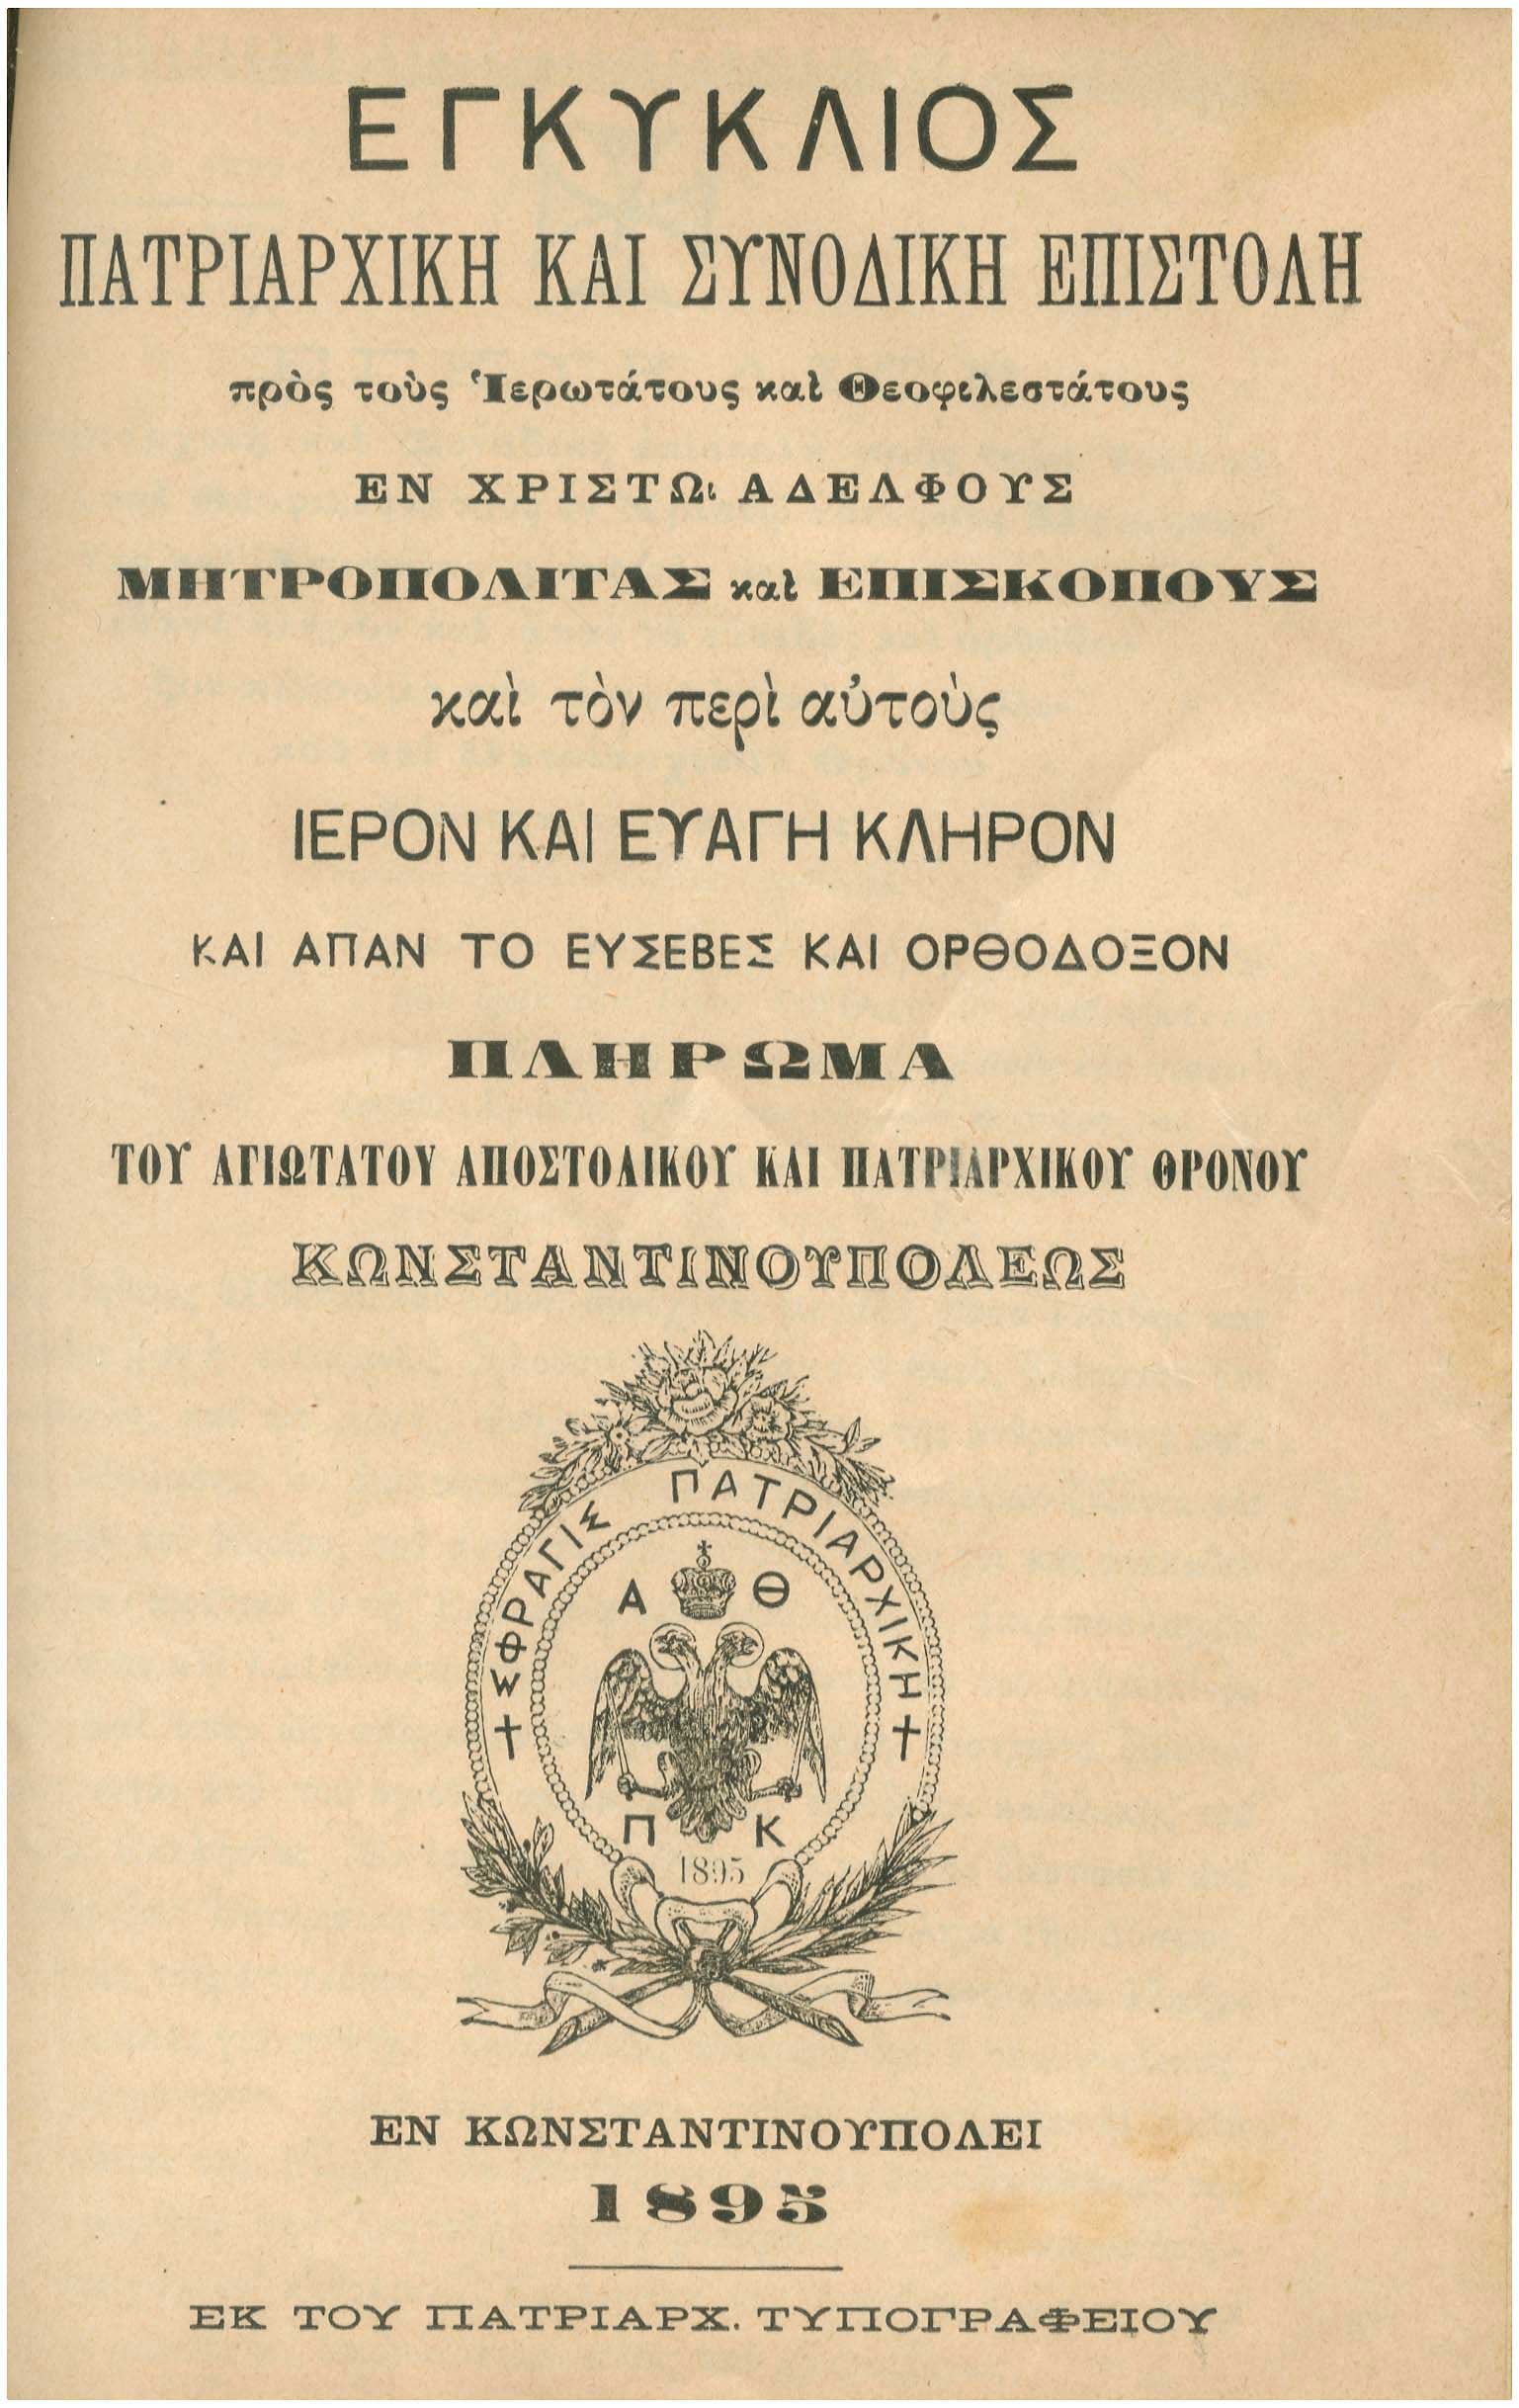 ΕΓΚΥΚΛΙΟΣ
ΠΑΤΡΙΑΡΧΙΚΗ ΚΑΙ ΣΥΝΟΔΙΚΗ ΕΠΙΣΤΟΛΗ
πρὸς τοὺς Ἱερωτάτους καὶ Θεοφιλεστάτους
ΕΝ ΧΡΙΣΤΩι ΑΔΕΛΦΟΥΣ
ΜΗΤΡΟΠΟΛΙΤΑΣ καὶ ΕΠΙΣΚΟΠΟΥΣ
καὶ τὸν περὶ αὐτοὺς
ΙΕΡΟΝ ΚΑΙ ΕΥΑΓΗ ΚΛΗΡΟΝ
ΚΑΙ ΑΠΑΝ ΤΟ ΕΥΣΕΒΕΣ ΚΑΙ ΟΡΘΟΔΟΞΟΝ
ΠΛΗΡΩΜΑ
ΤΟΥ ΑΓΙΩΤΑΤΟΥ ΑΠΟΣΤΟΛΙΚΟΥ ΚΑΙ ΠΑΤΡΙΑΡΧΙΚΟΥ ΘΡΟΝΟΥ
ΚΩΝΣΤΑΝΤΙΝΟΥΠΟΛΕΩΣ
✝ ΣΦΡΑΓΙΣ ΠΑΤΡΙΑΡΧΙΚΗ ✝
Α Θ
Π Κ
1895
ΕΝ ΚΩΝΣΤΑΝΤΙΝΟΥΠΟΛΕΙ
1895
ΕΚ ΤΟΥ ΠΑΤΡΙΑΡΧ. ΤΥΠΟΓΡΑΦΕΙΟΥ